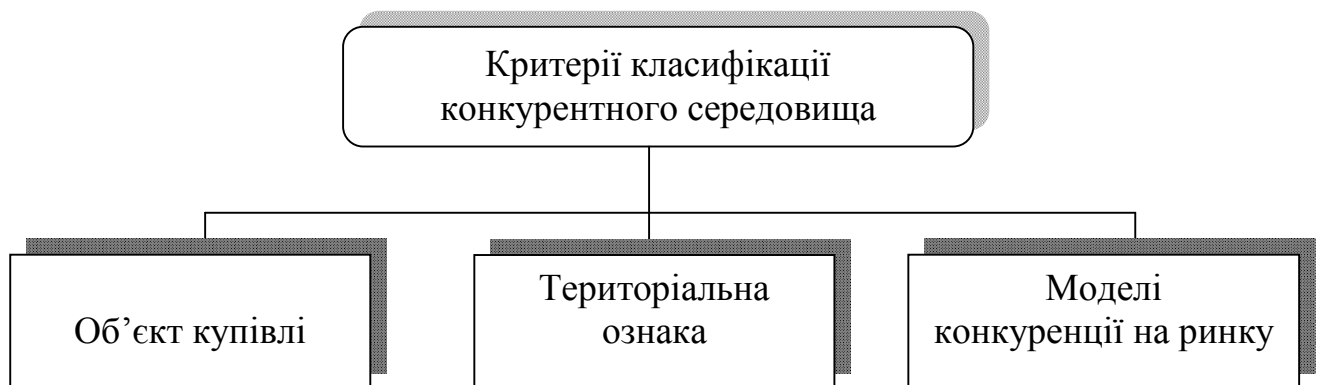 Критерії класифікації
конкурентного середовища
Об’єкт купівлі
Територіальна
ознака
Моделі
конкуренції на ринку